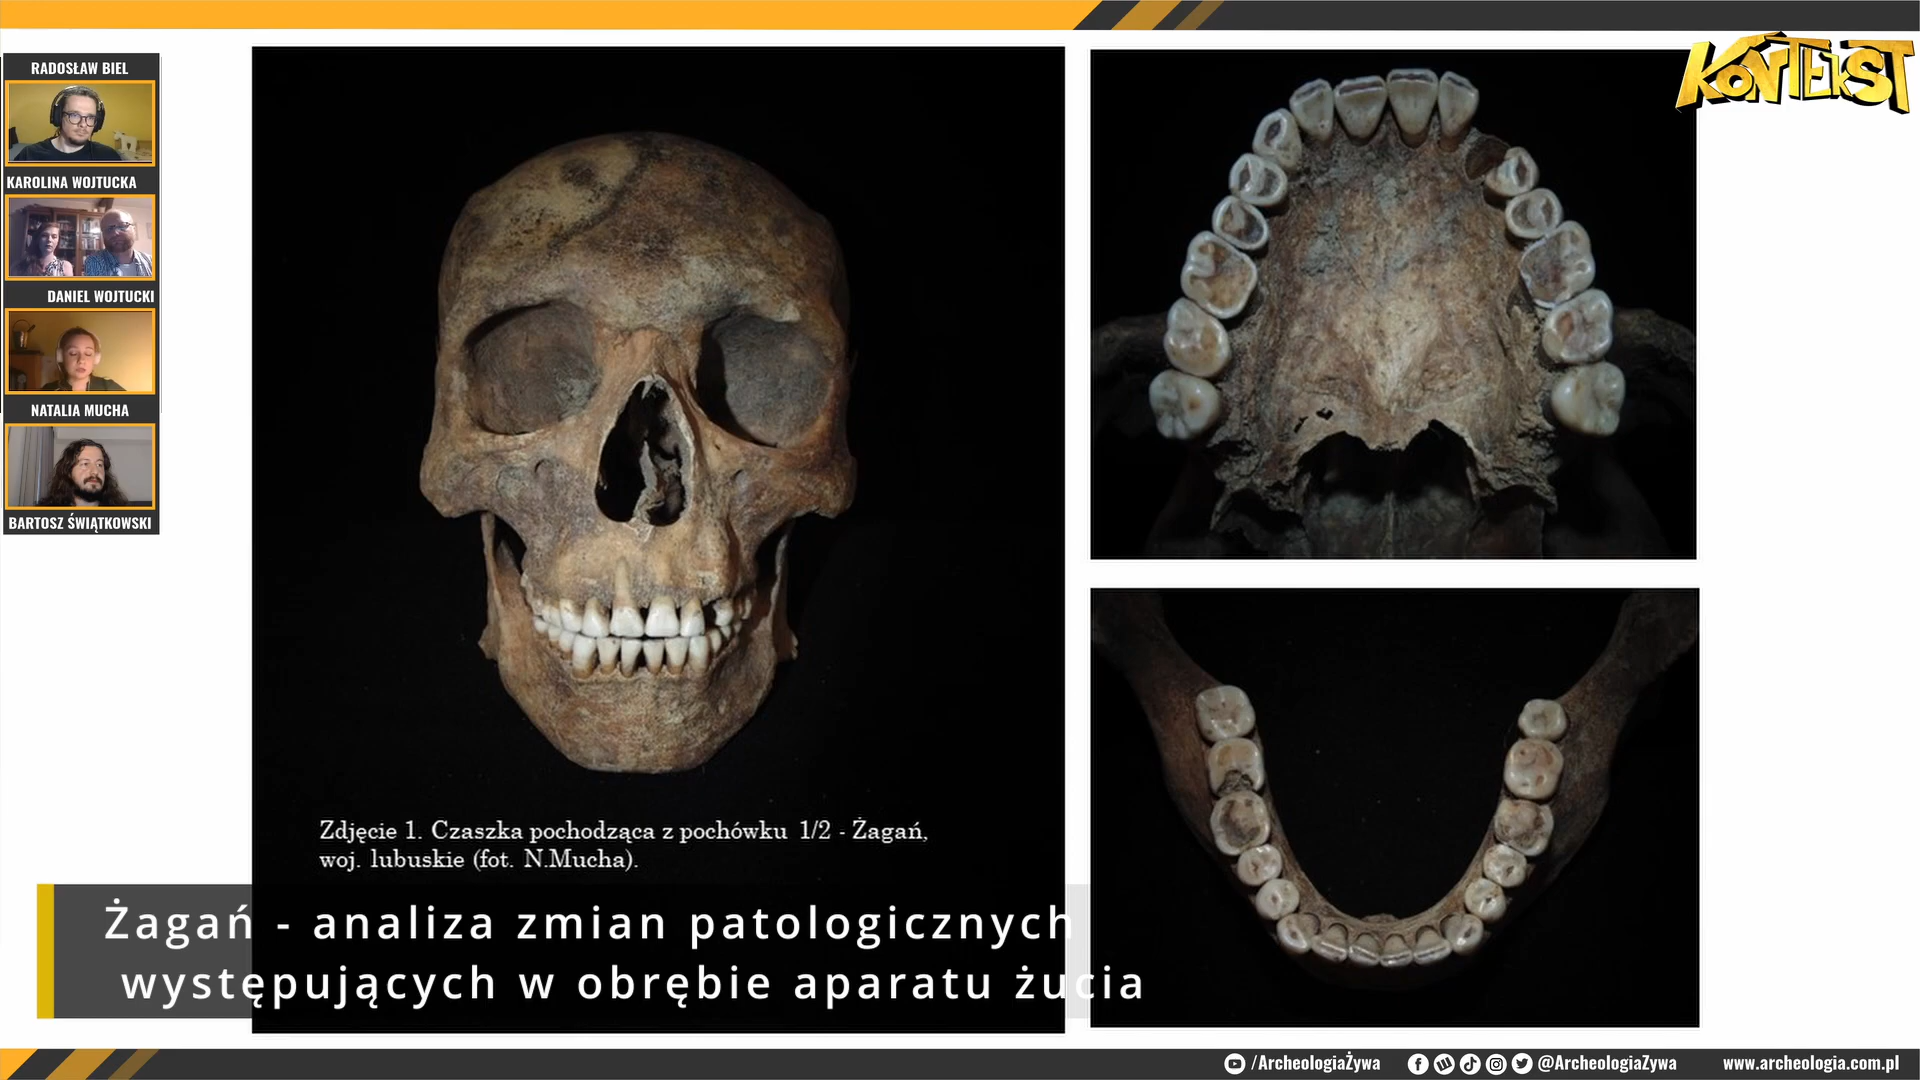 KONTEKST
RADOSŁAW BIEL
KAROLINA WOJTUCKA
DANIEL WOJTUCKI
NATALIA MUCHA
BARTOSZ ŚWIĄTKOWSKI
Zdjęcie 1. Czaszka pochodząca z pochówku 1/2 - Żagań,
woj. lubuskie (fot. N.Mucha).
Żagań - analiza zmian patologicznych
występujących w obrębie aparatu żucia
/ArcheologiaŻywa @ArcheologiaZywa www.archeologia.com.pl